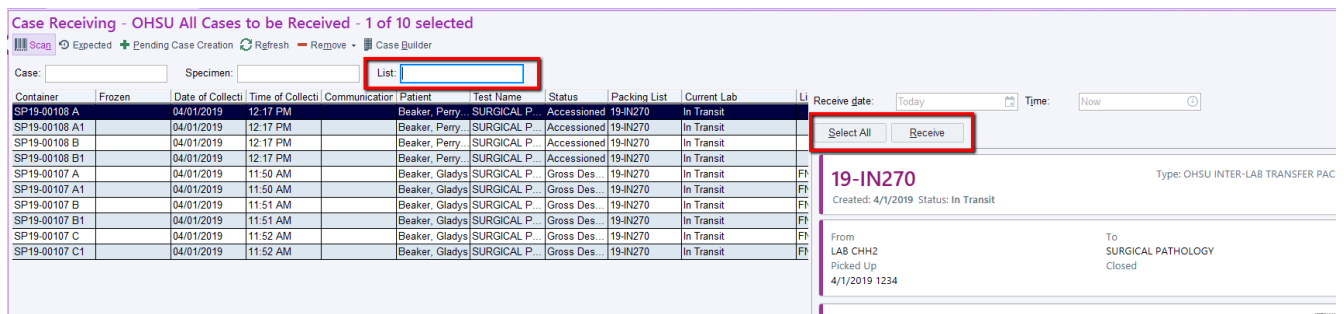 Case Receiving - OHSU All Cases to be Received - 1 of 10 selected
Scan Expected Pending Case Creation Refresh Remove Case Builder
Case: Specimen: List:
Container Frozen Date of Collecti Time of Collecti Communication Patient Test Name Status Packing List Current Lab Li
SP19-00108 A 04/01/2019 12:17 PM Beaker, Perry... SURGICAL P... Accessioned 19-IN270 In Transit
SP19-00108 A1 04/01/2019 12:17 PM Beaker, Perry... SURGICAL P... Accessioned 19-IN270 In Transit
SP19-00108 B 04/01/2019 12:17 PM Beaker, Perry... SURGICAL P... Accessioned 19-IN270 In Transit
SP19-00108 B1 04/01/2019 12:17 PM Beaker, Perry... SURGICAL P... Accessioned 19-IN270 In Transit
SP19-00107 A 04/01/2019 11:50 AM Beaker, Gladys SURGICAL P... Gross Des... 19-IN270 In Transit FN
SP19-00107 A1 04/01/2019 11:50 AM Beaker, Gladys SURGICAL P... Gross Des... 19-IN270 In Transit FN
SP19-00107 B 04/01/2019 11:51 AM Beaker, Gladys SURGICAL P... Gross Des... 19-IN270 In Transit FN
SP19-00107 B1 04/01/2019 11:51 AM Beaker, Gladys SURGICAL P... Gross Des... 19-IN270 In Transit FN
SP19-00107 C 04/01/2019 11:52 AM Beaker, Gladys SURGICAL P... Gross Des... 19-IN270 In Transit FN
SP19-00107 C1 04/01/2019 11:52 AM Beaker, Gladys SURGICAL P... Gross Des... 19-IN270 In Transit FN
Receive date: Today Time: Now
Select All Receive
19-IN270 Type: OHSU INTER-LAB TRANSFER PAC
Created: 4/1/2019 Status: In Transit
From To
LAB CHH2 SURGICAL PATHOLOGY
Picked Up Closed
4/1/2019 1234